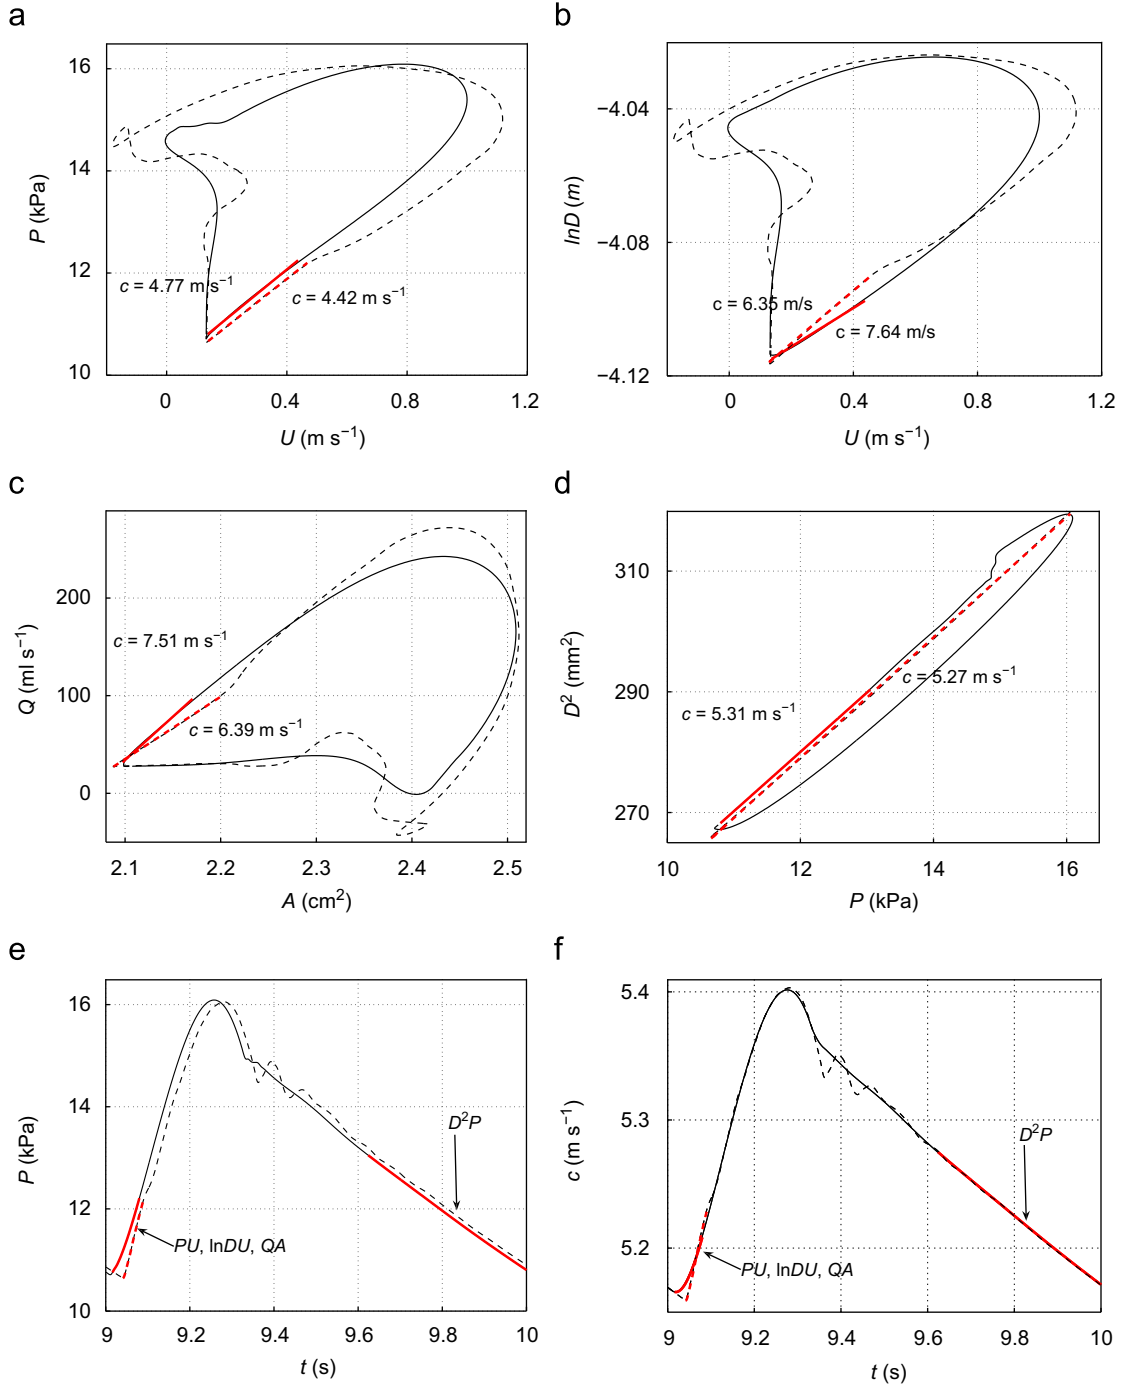 a
16
14
12
10
P (kPa)
c = 4.77 m s⁻¹
c = 4.42 m s⁻¹
0
0.4
0.8
1.2
U (m s⁻¹)
b
−4.04
−4.08
−4.12
lnD (m)
c = 6.35 m/s
c = 7.64 m/s
0
0.4
0.8
1.2
U (m s⁻¹)
c
200
100
0
Q (ml s⁻¹)
c = 7.51 m s⁻¹
c = 6.39 m s⁻¹
2.1
2.2
2.3
2.4
2.5
A (cm²)
d
310
290
270
D² (mm²)
c = 5.27 m s⁻¹
c = 5.31 m s⁻¹
10
12
14
16
P (kPa)
e
16
14
12
10
P (kPa)
D²P
PU, lnDU, QA
9
9.2
9.4
9.6
9.8
10
t (s)
f
5.4
5.3
5.2
c (m s⁻¹)
D²P
PU, lnDU, QA
9
9.2
9.4
9.6
9.8
10
t (s)